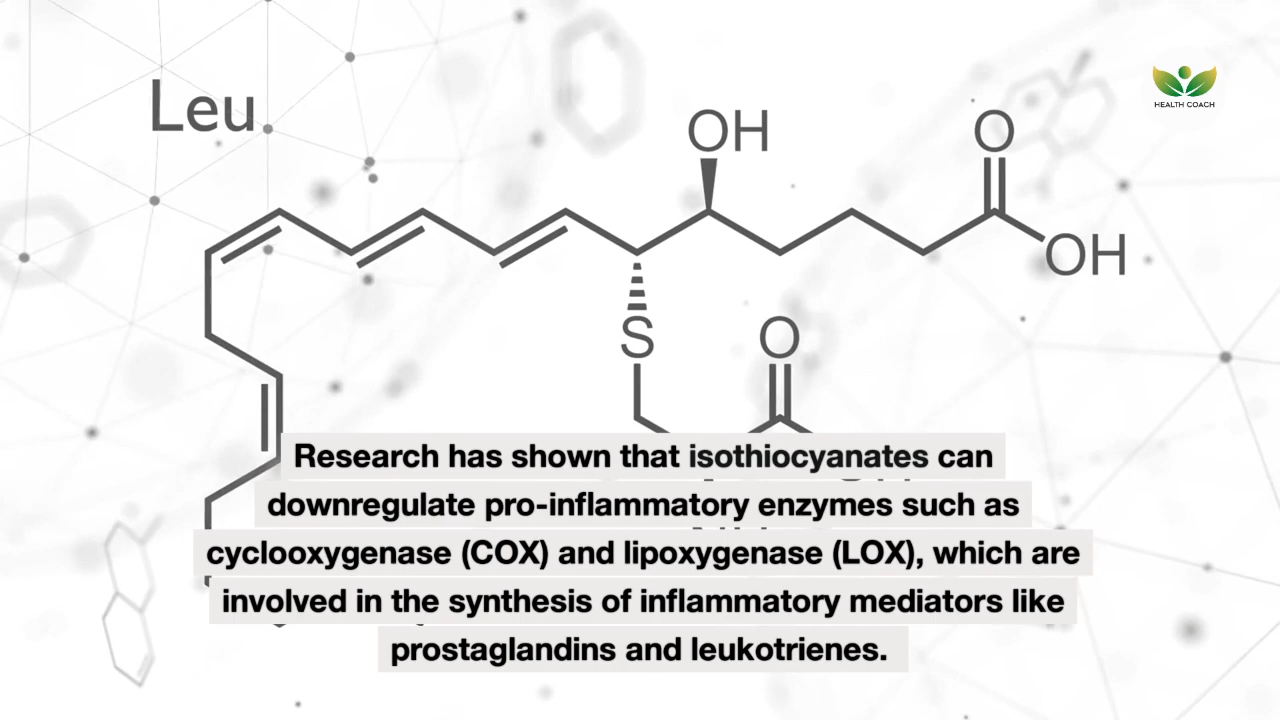 Leu
OH
O
HEALTH COACH
OH
S
O
Research has shown that isothiocyanates can
downregulate pro-inflammatory enzymes such as
cyclooxygenase (COX) and lipoxygenase (LOX), which are
involved in the synthesis of inflammatory mediators like
prostaglandins and leukotrienes.